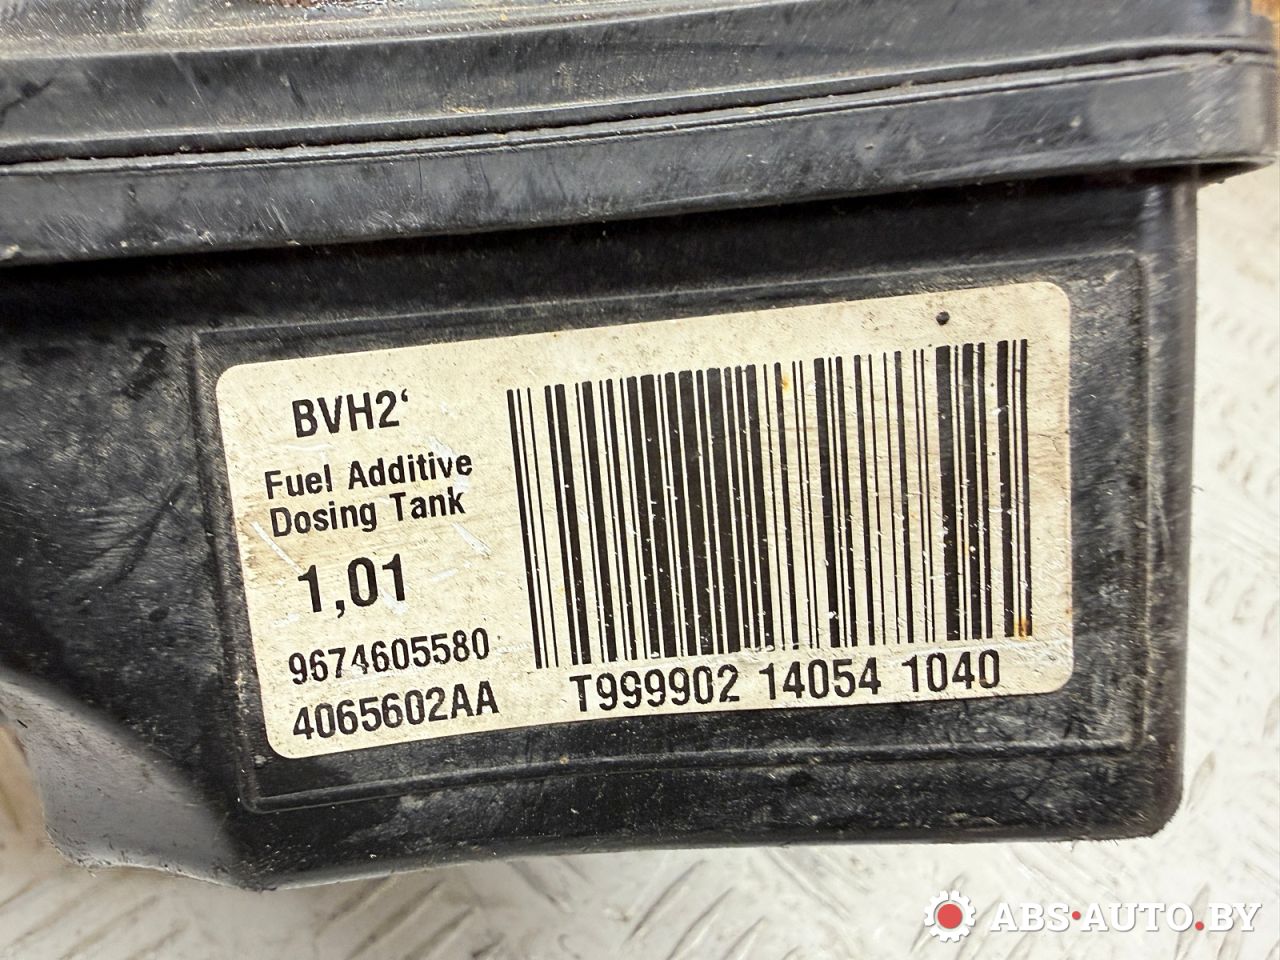 BVH2‘
Fuel Additive
Dosing Tank
1,01
9674605580
4065602AA
T999902 14054 1040
ABS·AUTO.BY